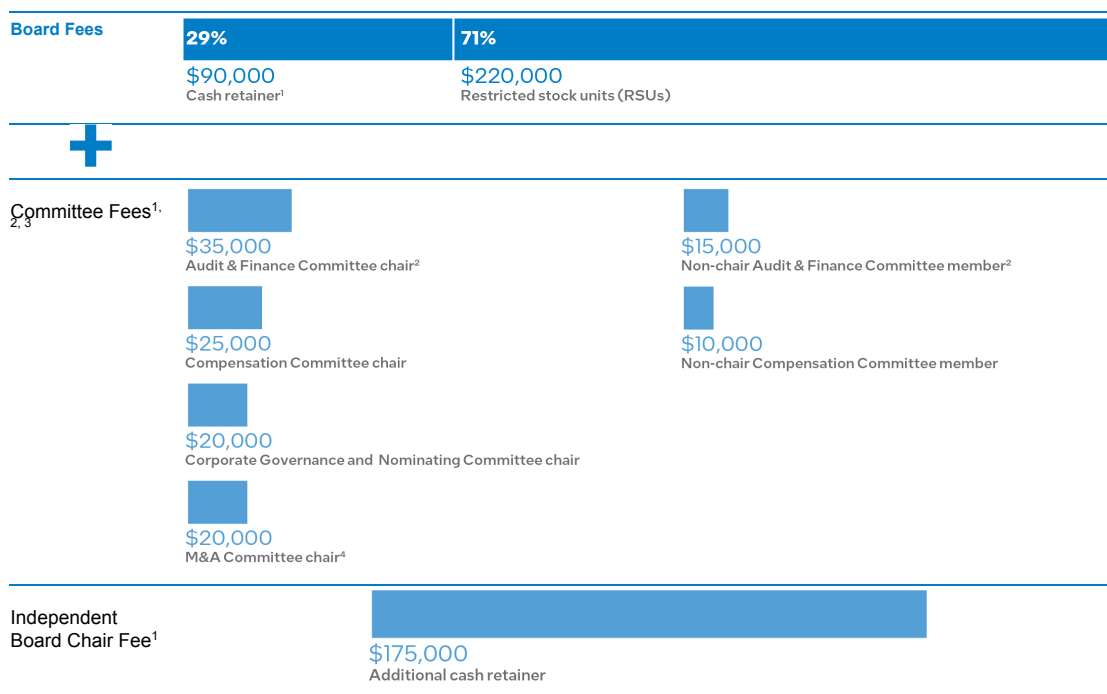 Board Fees
29%
71%
$90,000
$220,000
Cash retainer¹
Restricted stock units (RSUs)
Committee Fees¹,
²,³
$35,000
$15,000
Audit & Finance Committee chair²
Non-chair Audit & Finance Committee member²
$25,000
$10,000
Compensation Committee chair
Non-chair Compensation Committee member
$20,000
Corporate Governance and Nominating Committee chair
$20,000
M&A Committee chair⁴
Independent
Board Chair Fee¹
$175,000
Additional cash retainer